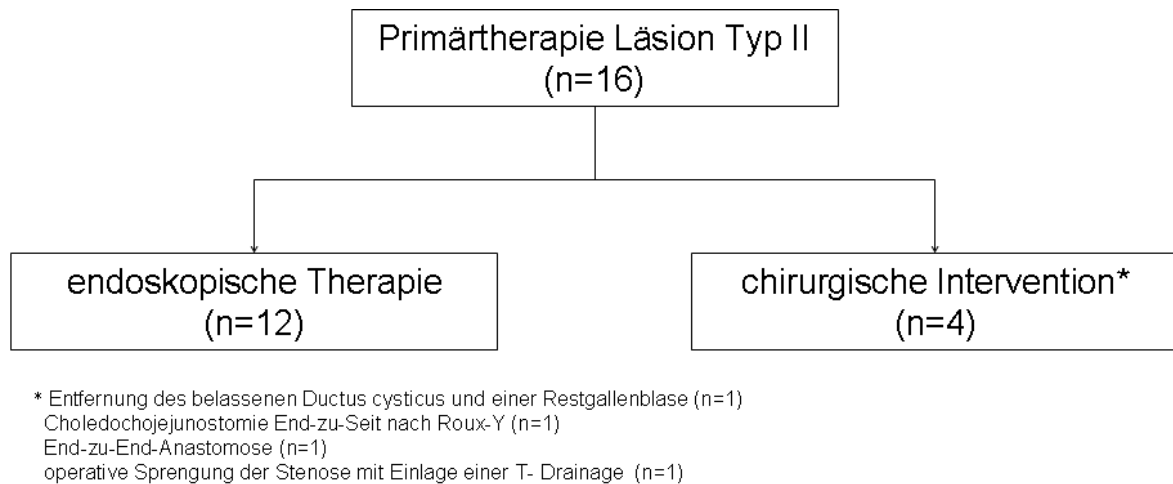 Primärtherapie Läsion Typ II
(n=16)
endoskopische Therapie
(n=12)
chirurgische Intervention*
(n=4)
* Entfernung des belassenen Ductus cysticus und einer Restgallenblase (n=1)
Choledochojejunostomie End-zu-Seit nach Roux-Y (n=1)
End-zu-End-Anastomose (n=1)
operative Sprengung der Stenose mit Einlage einer T- Drainage (n=1)